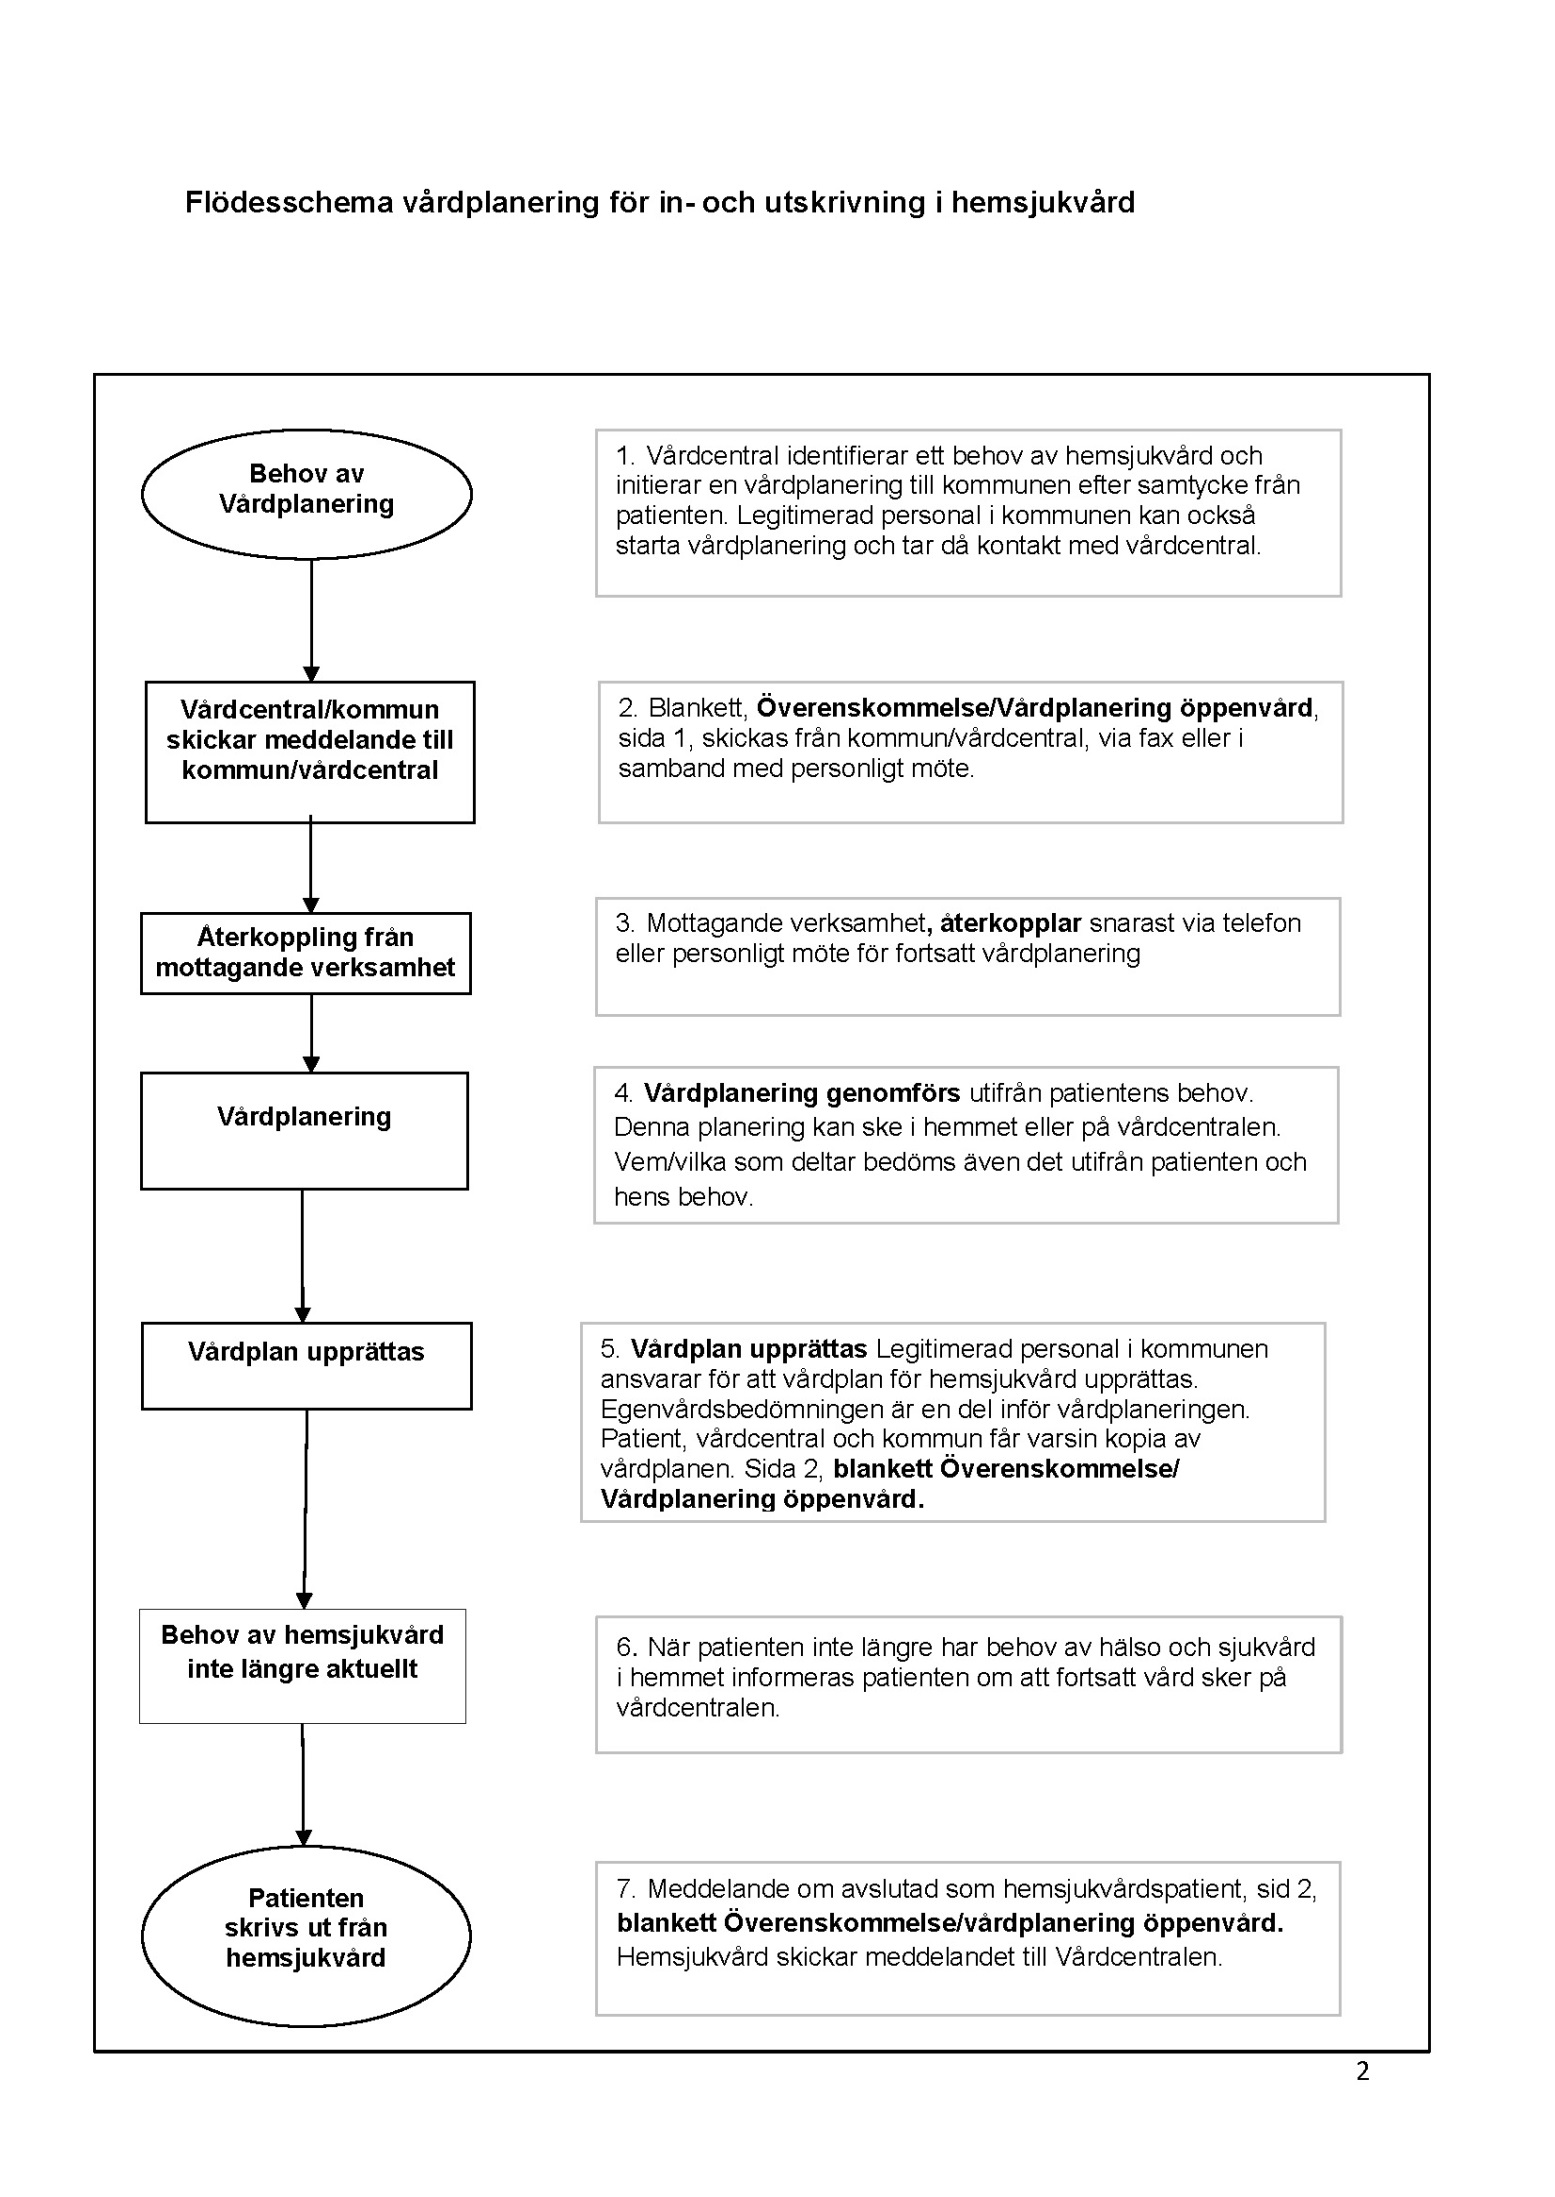 Flödesschema vårdplanering för in- och utskrivning i hemsjukvård
Behov av
Vårdplanering
1. Vårdcentral identifierar ett behov av hemsjukvård och
initierar en vårdplanering till kommunen efter samtycke från
patienten. Legitimerad personal i kommunen kan också
starta vårdplanering och tar då kontakt med vårdcentral.
Vårdcentral/kommun
skickar meddelande till
kommun/vårdcentral
2. Blankett, Överenskommelse/Vårdplanering öppenvård,
sida 1, skickas från kommun/vårdcentral, via fax eller i
samband med personligt möte.
Återkoppling från
mottagande verksamhet
3. Mottagande verksamhet, återkopplar snarast via telefon
eller personligt möte för fortsatt vårdplanering
Vårdplanering
4. Vårdplanering genomförs utifrån patientens behov.
Denna planering kan ske i hemmet eller på vårdcentralen.
Vem/vilka som deltar bedöms även det utifrån patienten och
hens behov.
Vårdplan upprättas
5. Vårdplan upprättas Legitimerad personal i kommunen
ansvarar för att vårdplan för hemsjukvård upprättas.
Egenvårdsbedömningen är en del inför vårdplaneringen.
Patient, vårdcentral och kommun får varsin kopia av
vårdplanen. Sida 2, blankett Överenskommelse/
Vårdplanering öppenvård.
Behov av hemsjukvård
inte längre aktuellt
6. När patienten inte längre har behov av hälso och sjukvård
i hemmet informeras patienten om att fortsatt vård sker på
vårdcentralen.
Patienten
skrivs ut från
hemsjukvård
7. Meddelande om avslutad som hemsjukvårdspatient, sid 2,
blankett Överenskommelse/vårdplanering öppenvård.
Hemsjukvård skickar meddelandet till Vårdcentralen.
2